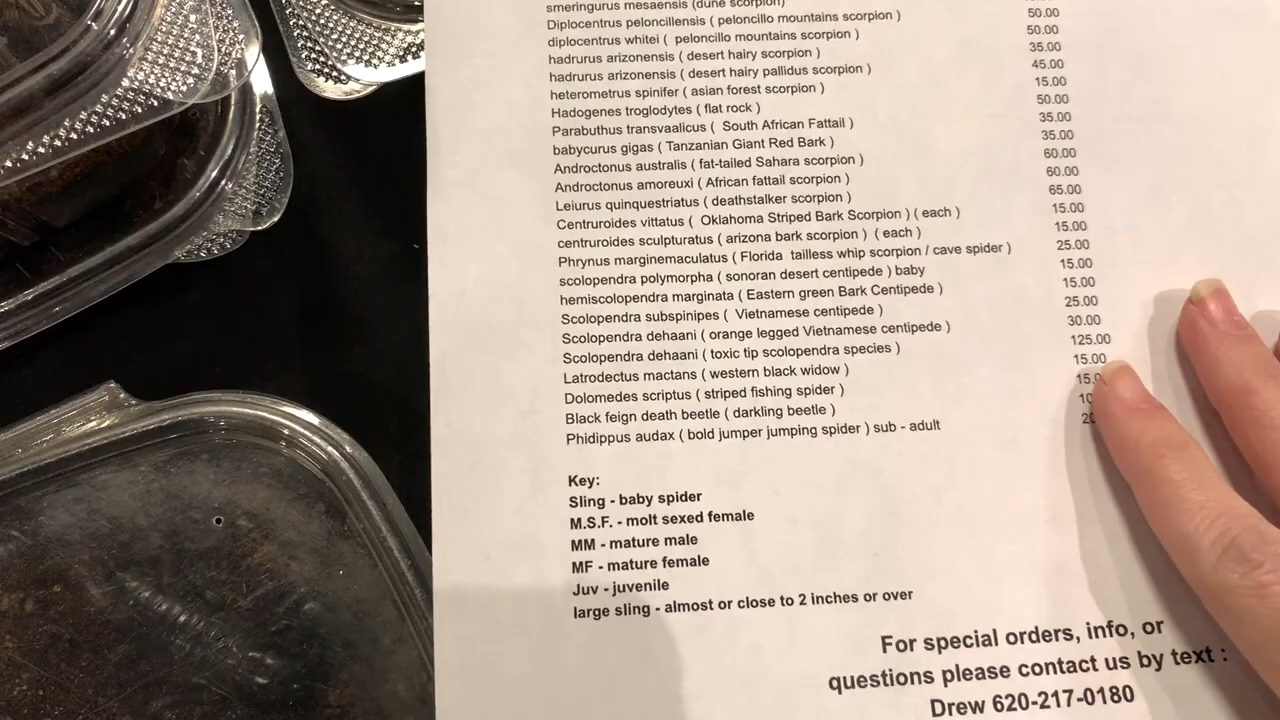 smeringurus mesaensis (dune scorpion)
Diplocentrus peloncillensis ( peloncillo mountains scorpion ) 50.00
diplocentrus whitei ( peloncillo mountains scorpion ) 50.00
hadrurus arizonensis ( desert hairy scorpion ) 35.00
hadrurus arizonensis ( desert hairy pallidus scorpion ) 45.00
heterometrus spinifer ( asian forest scorpion ) 15.00
Hadogenes troglodytes ( flat rock ) 50.00
Parabuthus transvaalicus ( South African Fattail ) 35.00
babycurus gigas ( Tanzanian Giant Red Bark ) 35.00
Androctonus australis ( fat-tailed Sahara scorpion ) 60.00
Androctonus amoreuxi ( African fattail scorpion ) 60.00
Leiurus quinquestriatus ( deathstalker scorpion ) 65.00
Centruroides vittatus ( Oklahoma Striped Bark Scorpion ) ( each ) 15.00
centruroides sculpturatus ( arizona bark scorpion ) ( each ) 15.00
Phrynus marginemaculatus ( Florida tailless whip scorpion / cave spider ) 25.00
scolopendra polymorpha ( sonoran desert centipede ) baby 15.00
hemiscolopendra marginata ( Eastern green Bark Centipede ) 15.00
Scolopendra subspinipes ( Vietnamese centipede ) 25.00
Scolopendra dehaani ( orange legged Vietnamese centipede ) 30.00
Scolopendra dehaani ( toxic tip scolopendra species ) 125.00
Latrodectus mactans ( western black widow ) 15.00
Dolomedes scriptus ( striped fishing spider )
Black feign death beetle ( darkling beetle )
Phidippus audax ( bold jumper jumping spider ) sub - adult
Key:
Sling - baby spider
M.S.F. - molt sexed female
MM - mature male
MF - mature female
Juv - juvenile
large sling - almost or close to 2 inches or over
For special orders, info, or
questions please contact us by text :
Drew 620-217-0180